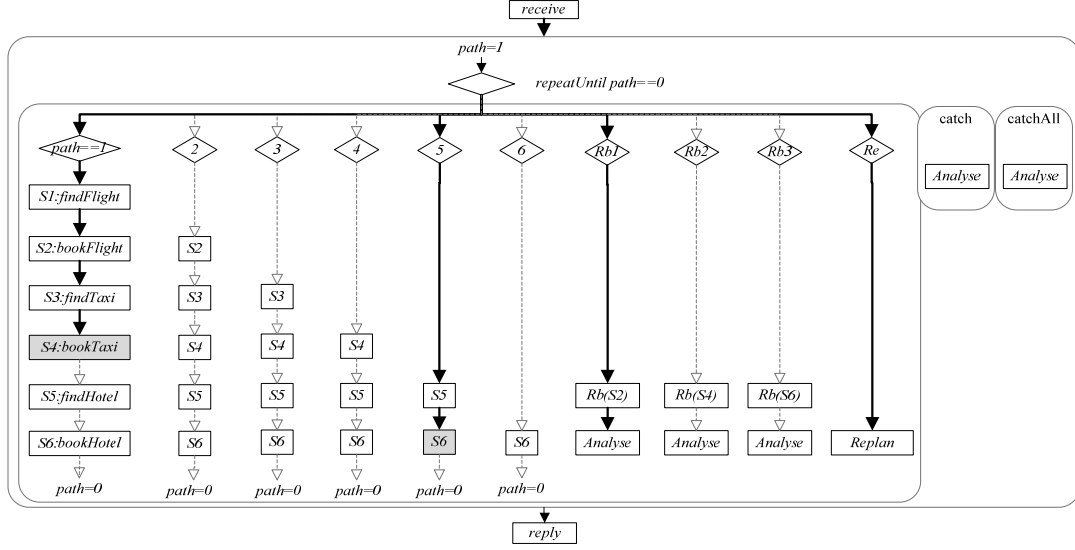 receive
path=1
repeatUntil path==0
path==1
2
3
4
5
6
Rb1
Rb2
Rb3
Re
catch
catchAll
Analyse
Analyse
S1:findFlight
S2:bookFlight
S2
S3:findTaxi
S3
S3
S4:bookTaxi
S4
S4
S4
S5:findHotel
S5
S5
S5
S5
Rb(S2)
Rb(S4)
Rb(S6)
S6:bookHotel
S6
S6
S6
S6
S6
Analyse
Analyse
Analyse
Replan
path=0
path=0
path=0
path=0
path=0
path=0
reply